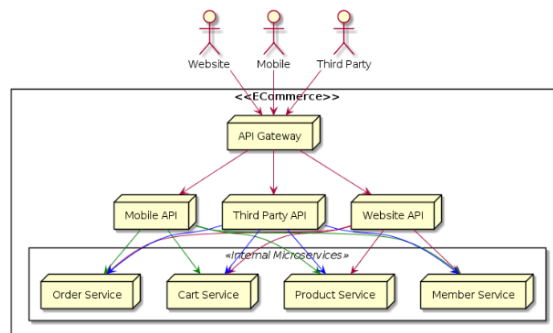 Website Mobile Third Party
<<ECommerce>>
API Gateway
Mobile API Third Party API Website API
«Internal Microservices»
Order Service Cart Service Product Service Member Service